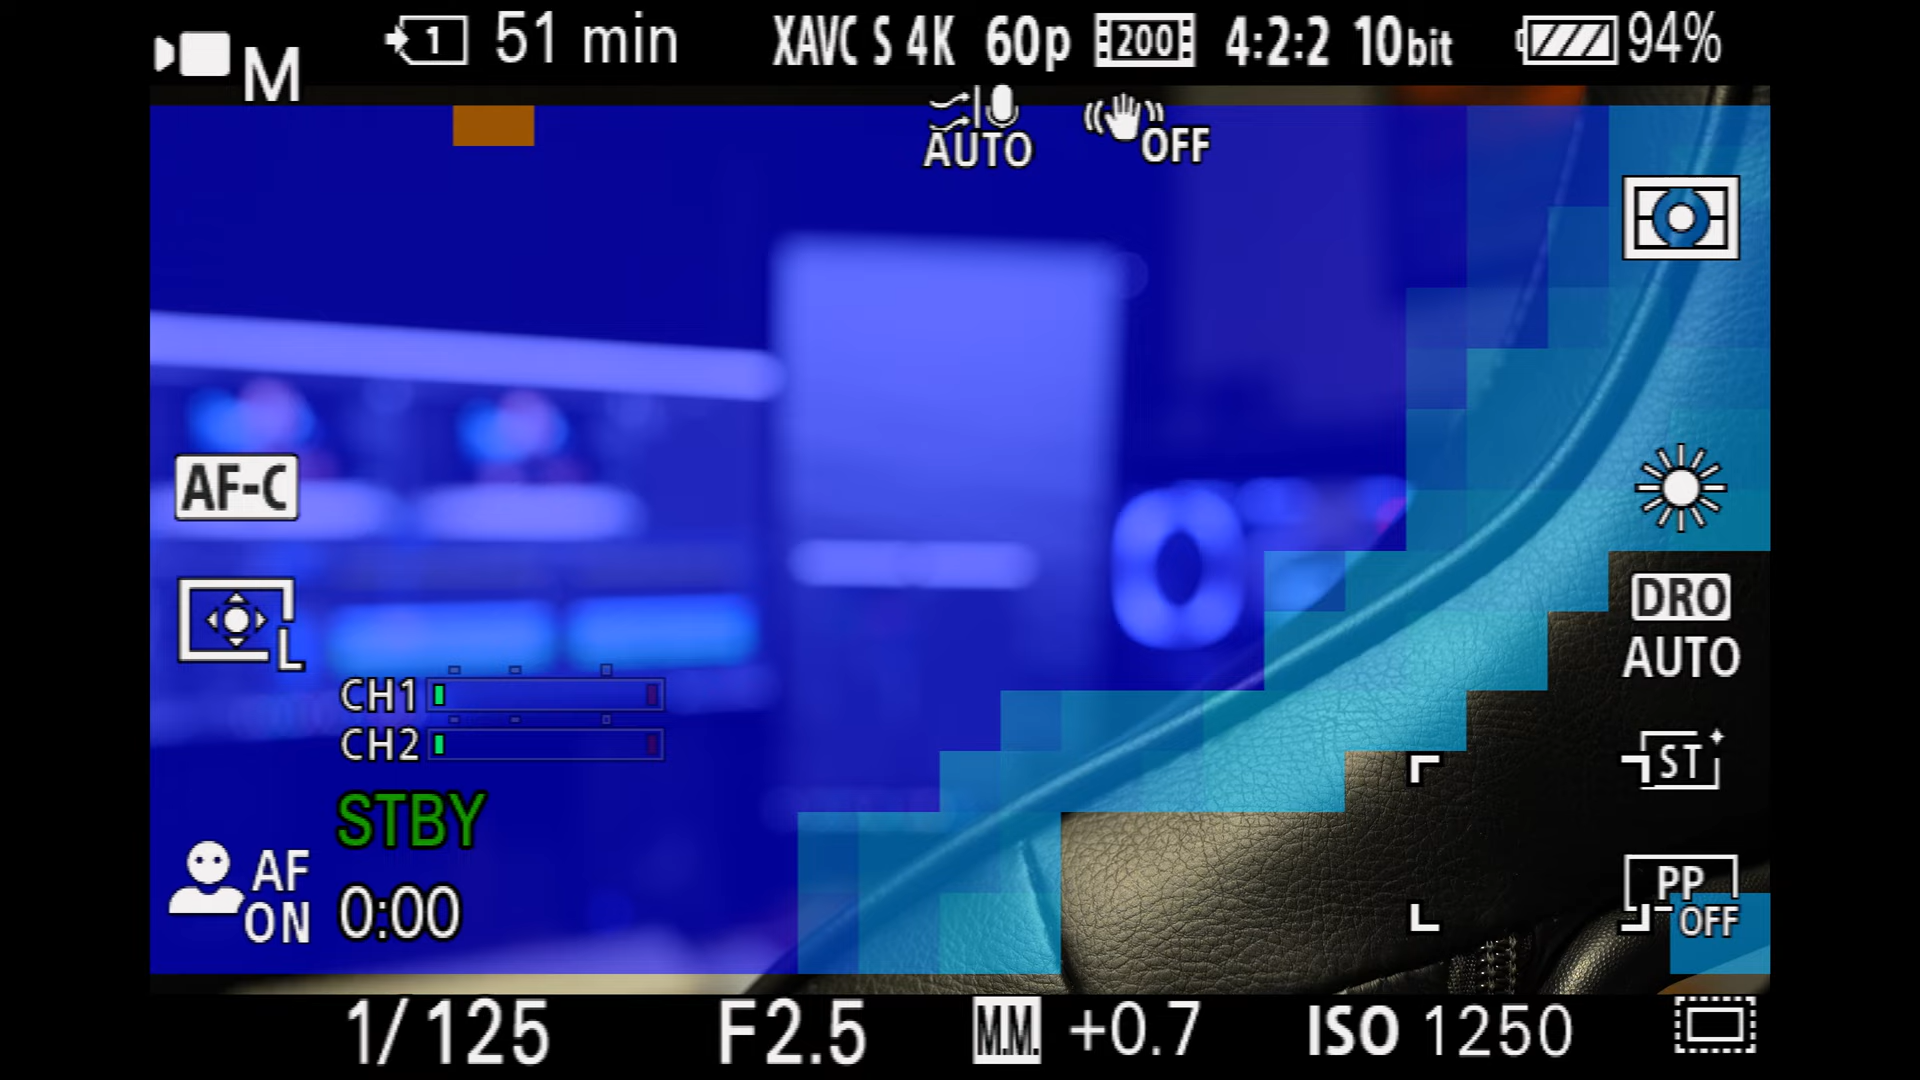 M
1 51 min XAVC S 4K 60p 200 4:2:2 10bit 94%
AUTO
OFF
AF-C
L
DRO
AUTO
CH1
CH2
ST
STBY
AF
ON
0:00
PP
OFF
1/125 F2.5 M.M. +0.7 ISO 1250